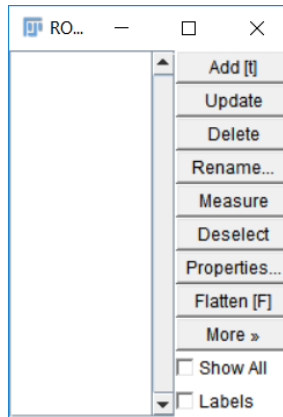 RO...
Add [t]
Update
Delete
Rename...
Measure
Deselect
Properties...
Flatten [F]
More »
Show All
Labels